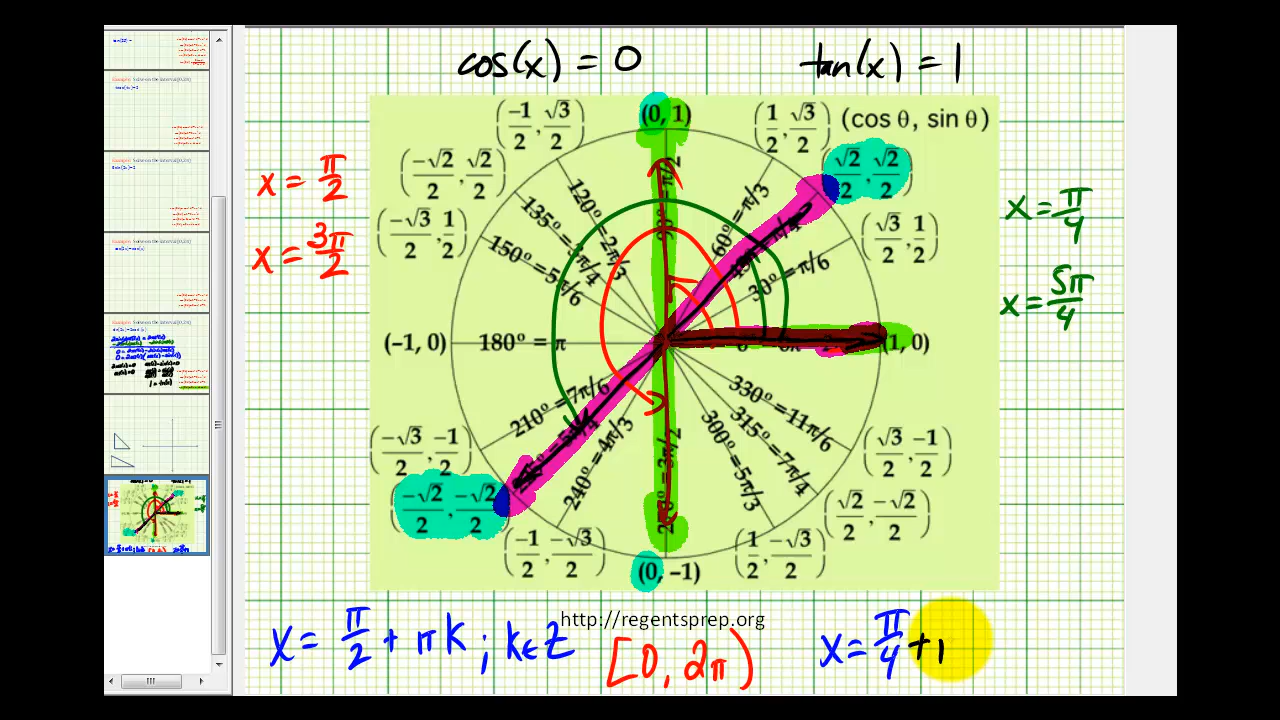 cos(x) = 0
tan(x) = 1
(cos θ, sin θ)
(0, 1)
(-1/2, √3/2)
(1/2, √3/2)
(-√2/2, √2/2)
(√2/2, √2/2)
(-√3/2, 1/2)
(√3/2, 1/2)
x = π/2
x = 3π/2
x = π/4
x = 5π/4
120° = 2π/3
135° = 3π/4
150° = 5π/6
60° = π/3
30° = π/6
(-1, 0)
180° = π
(1, 0)
210° = 7π/6
240° = 4π/3
330° = 11π/6
315° = 7π/4
300° = 5π/3
(-√3/2, -1/2)
(√3/2, -1/2)
(-√2/2, -√2/2)
(√2/2, -√2/2)
(-1/2, -√3/2)
(1/2, -√3/2)
(0, -1)
http://regentsprep.org
x = π/2 + πk ; k ∈ Z
[0, 2π)
x = π/4 +